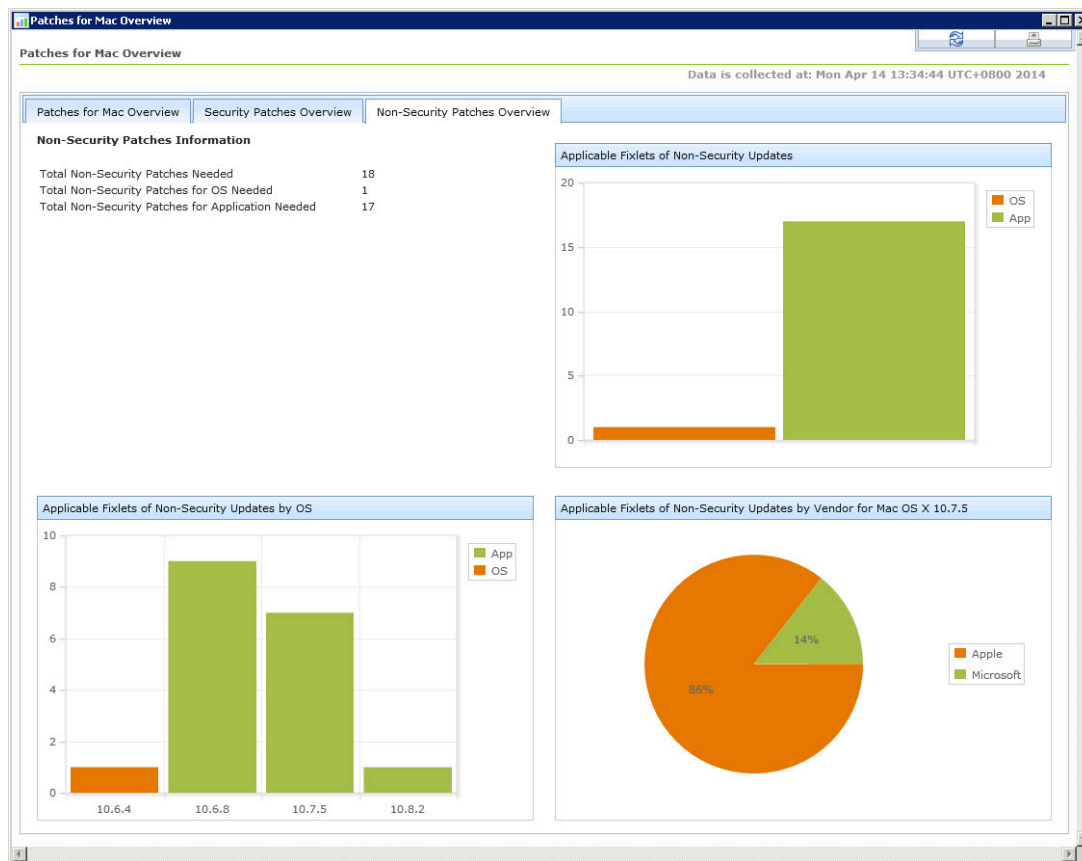 Patches for Mac Overview
Patches for Mac Overview
Data is collected at: Mon Apr 14 13:34:44 UTC+0800 2014
Patches for Mac Overview Security Patches Overview Non-Security Patches Overview
Non-Security Patches Information
Total Non-Security Patches Needed 18
Total Non-Security Patches for OS Needed 1
Total Non-Security Patches for Application Needed 17
Applicable Fixlets of Non-Security Updates
20
15
10
5
0
OS
App
Applicable Fixlets of Non-Security Updates by OS
10
8
6
4
2
0
10.6.4 10.6.8 10.7.5 10.8.2
App
OS
Applicable Fixlets of Non-Security Updates by Vendor for Mac OS X 10.7.5
14%
86%
Apple
Microsoft